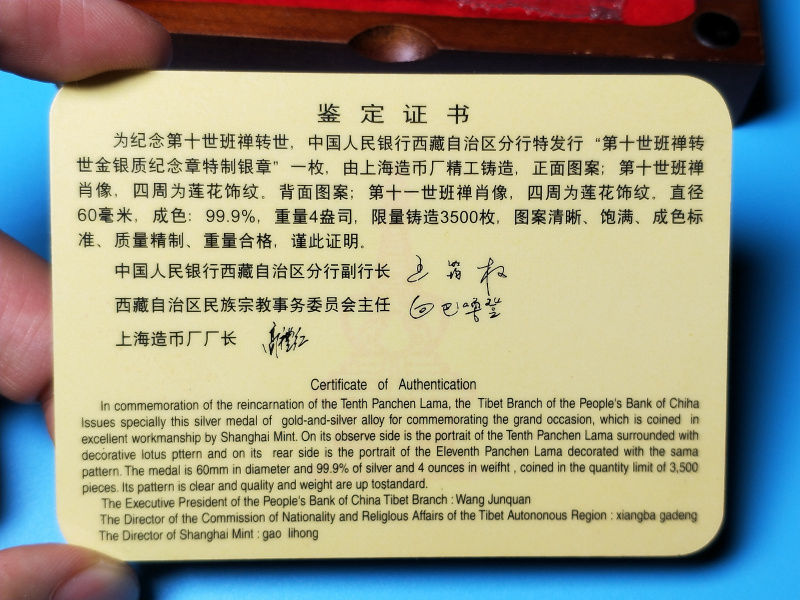 鉴定证书
为纪念第十世班禅转世，中国人民银行西藏自治区分行特发行“第十世班禅转
世金银质纪念章特制银章”一枚，由上海造币厂精工铸造，正面图案；第十世班禅
肖像，四周为莲花饰纹。背面图案；第十一世班禅肖像，四周为莲花饰纹。直径
60毫米，成色：99.9%，重量4盎司，限量铸造3500枚，图案清晰、饱满、成色标
准、质量精制、重量合格，谨此证明。
中国人民银行西藏自治区分行副行长
西藏自治区民族宗教事务委员会主任
上海造币厂厂长
Certificate of Authentication
In commemoration of the reincarnation of the Tenth Panchen Lama, the Tibet Branch of the People's Bank of Chiha
Issues specially this silver medal of gold-and-silver alloy for commemorating the grand occasion, which is coined in
excellent workmanship by Shanghai Mint. On its observe side is the portrait of the Tenth Panchen Lama surrounded with
decorative lotus pttern and on its rear side is the portrait of the Eleventh Panchen Lama decorated with the sama
pattern. The medal is 60mm in diameter and 99.9% of silver and 4 ounces in weifht , coined in the quantity limit of 3,500
pieces. Its pattern is clear and quality and weight are up tostandard.
The Executive President of the People's Bank of China Tibet Branch : Wang Junquan
The Director of the Commission of Nationality and Religlous Affairs of the Tibet Autononous Region : xiangba gadeng
The Director of Shanghai Mint : gao lihong